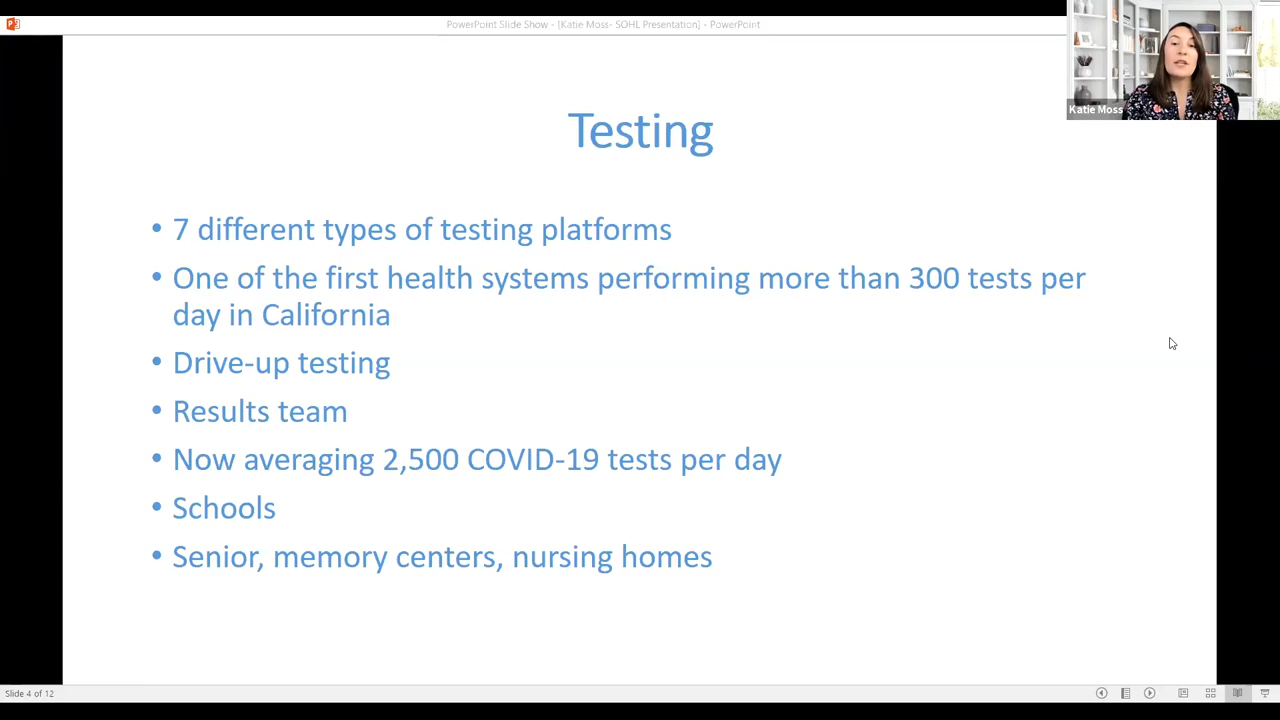 PowerPoint Slide Show - [Katie Moss- SOHL Presentation] - PowerPoint
Katie Moss
Testing
• 7 different types of testing platforms
• One of the first health systems performing more than 300 tests per
day in California
• Drive-up testing
• Results team
• Now averaging 2,500 COVID-19 tests per day
• Schools
• Senior, memory centers, nursing homes
Slide 4 of 12